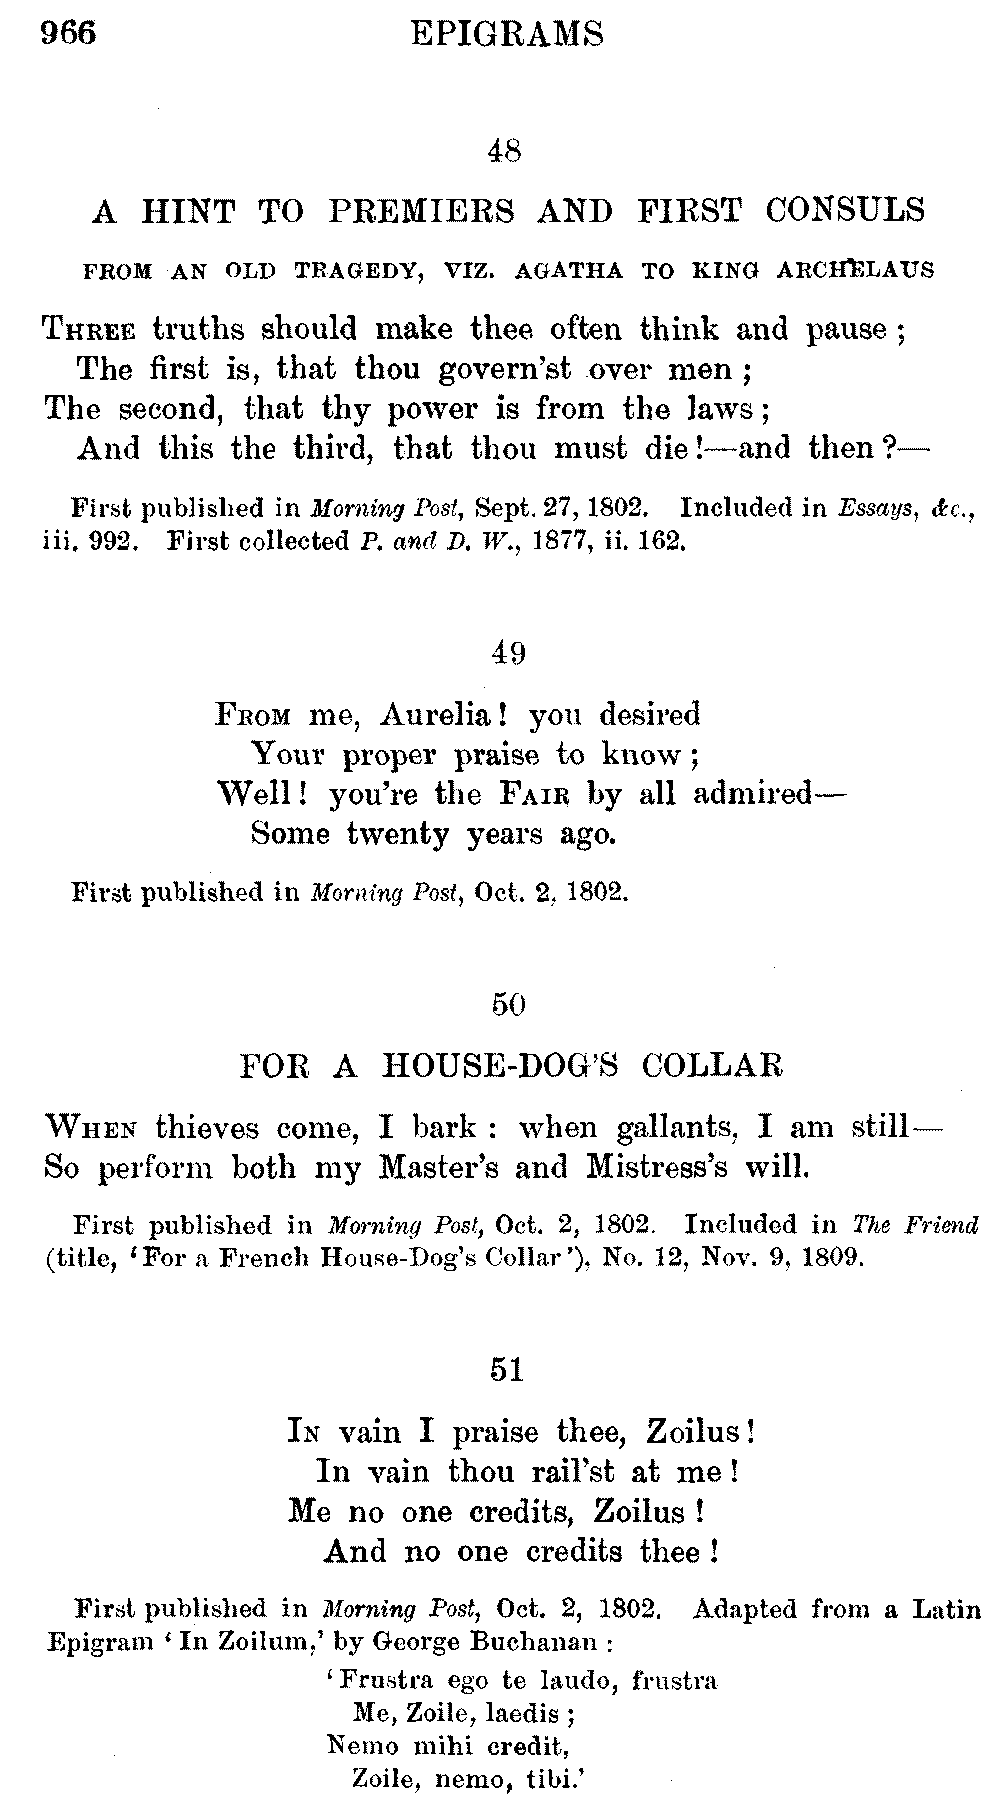 966 EPIGRAMS
48
A HINT TO PREMIERS AND FIRST CONSULS
FROM AN OLD TRAGEDY, VIZ. AGATHA TO KING ARCHELAUS
THREE truths should make thee often think and pause ;
The first is, that thou govern'st over men ;
The second, that thy power is from the laws ;
And this the third, that thou must die !—and then ?—
First published in Morning Post, Sept. 27, 1802. Included in Essays, &c.,
iii. 992. First collected P. and D. W., 1877, ii. 162.
49
FROM me, Aurelia ! you desired
Your proper praise to know ;
Well ! you're the FAIR by all admired—
Some twenty years ago.
First published in Morning Post, Oct. 2, 1802.
50
FOR A HOUSE-DOG'S COLLAR
WHEN thieves come, I bark : when gallants, I am still—
So perform both my Master's and Mistress's will.
First published in Morning Post, Oct. 2, 1802. Included in The Friend
(title, 'For a French House-Dog's Collar'), No. 12, Nov. 9, 1809.
51
IN vain I praise thee, Zoilus !
In vain thou rail'st at me !
Me no one credits, Zoilus !
And no one credits thee !
First published in Morning Post, Oct. 2, 1802. Adapted from a Latin
Epigram 'In Zoilum,' by George Buchanan :
'Frustra ego te laudo, frustra
Me, Zoile, laedis ;
Nemo mihi credit,
Zoile, nemo, tibi.'